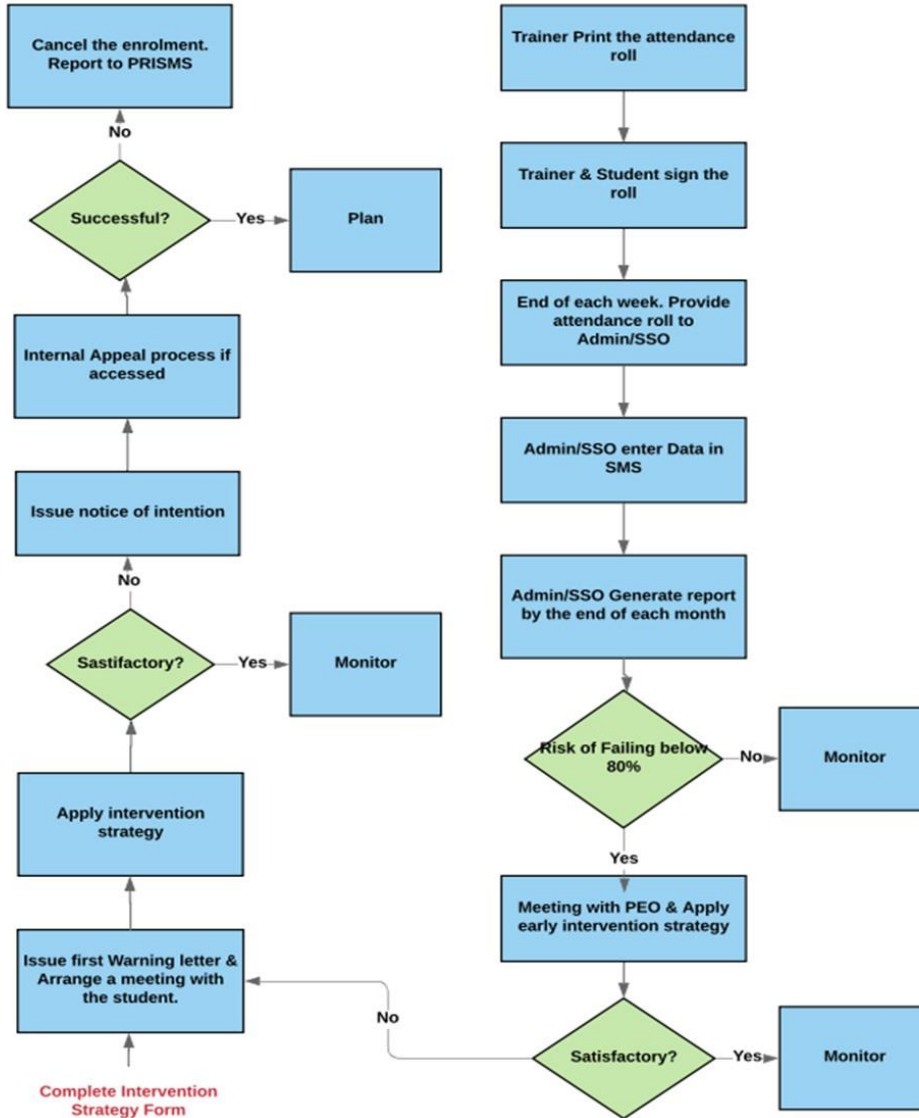 Trainer Print the attendance
roll
Trainer & Student sign the
roll
End of each week. Provide
attendance roll to
Admin/SSO
Admin/SSO enter Data in
SMS
Admin/SSO Generate report
by the end of each month
Risk of Failing below
80%
No
Monitor
Yes
Meeting with PEO & Apply
early intervention strategy
Satisfactory?
Yes
Monitor
No
Complete Intervention
Strategy Form
Issue first Warning letter &
Arrange a meeting with
the student.
Apply intervention
strategy
Sastifactory?
Yes
Monitor
No
Issue notice of intention
Internal Appeal process if
accessed
Successful?
Yes
Plan
No
Cancel the enrolment.
Report to PRISMS